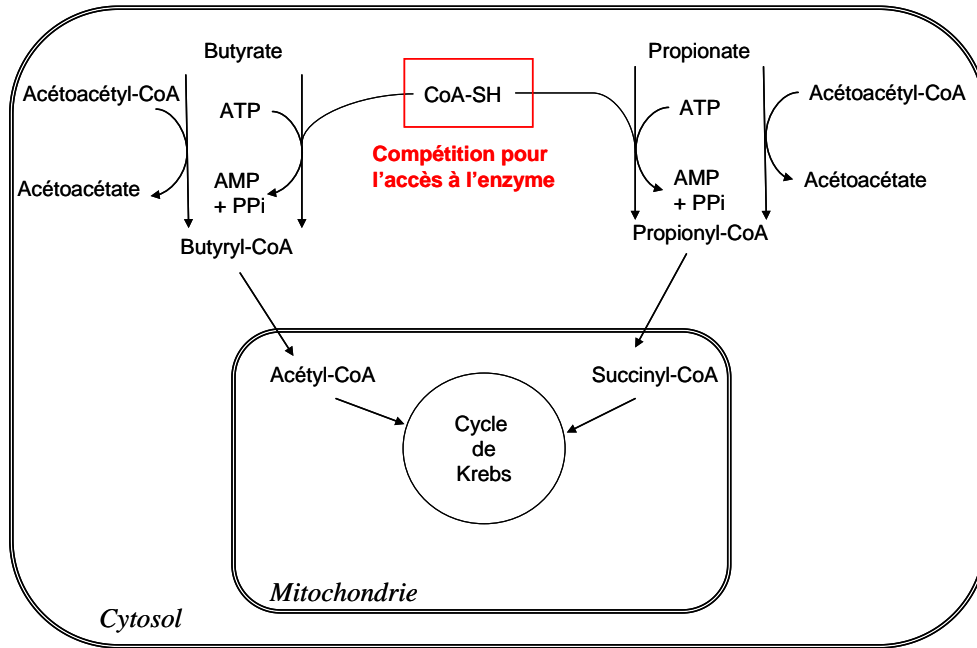 Butyrate
Propionate
Acétoacétyl-CoA
ATP
CoA-SH
ATP
Acétoacétyl-CoA
Compétition pour
l'accès à l'enzyme
Acétoacétate
AMP
+ PPi
AMP
+ PPi
Acétoacétate
Butyryl-CoA
Propionyl-CoA
Acétyl-CoA
Succinyl-CoA
Cycle
de
Krebs
Mitochondrie
Cytosol